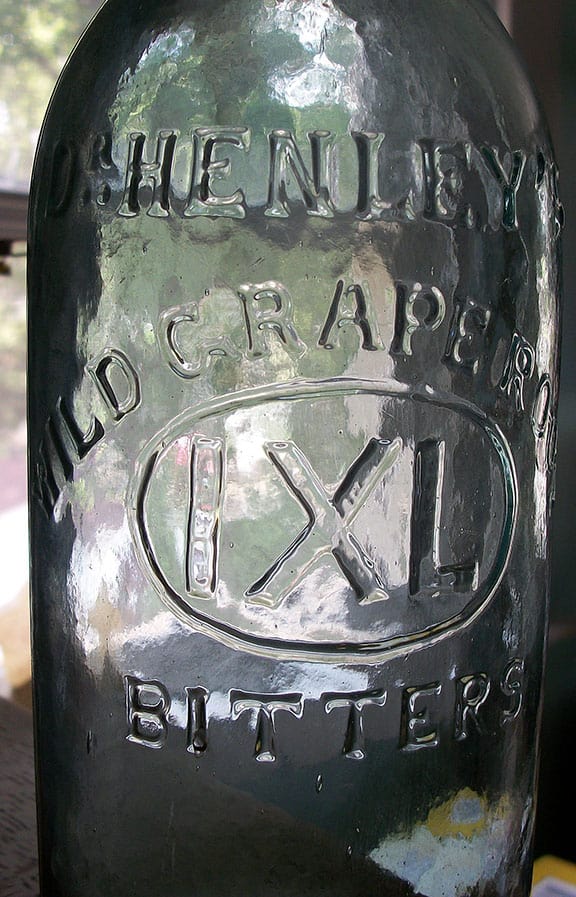 DR HENLEY'S
WILD GRAPE RO
IXL
BITTERS